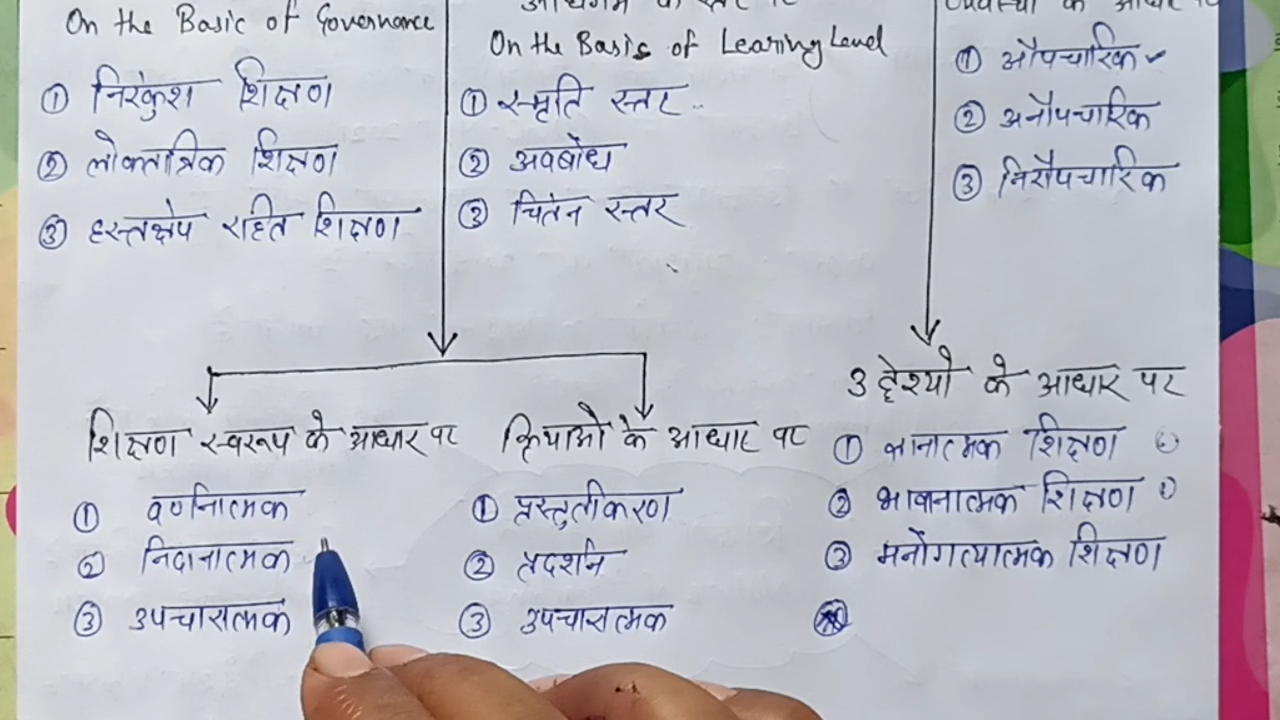 On the Basic of Governance
① निरंकुश शिक्षण
② लोकतांत्रिक शिक्षण
③ हस्तक्षेप रहित शिक्षण
On the Basis of Learing Level
① स्मृति स्तर
② अवबोध
③ चिंतन स्तर
① औपचारिक
② अनौपचारिक
③ निरौपचारिक
शिक्षण स्वरूप के आधार पर
① वर्णनात्मक
② निदानात्मक
③ उपचारात्मक
क्रियाओं के आधार पर
① प्रस्तुतीकरण
② प्रदर्शन
③ उपचारात्मक
उद्देश्यों के आधार पर
① ज्ञानात्मक शिक्षण
② भावनात्मक शिक्षण
③ मनोगत्यात्मक शिक्षण